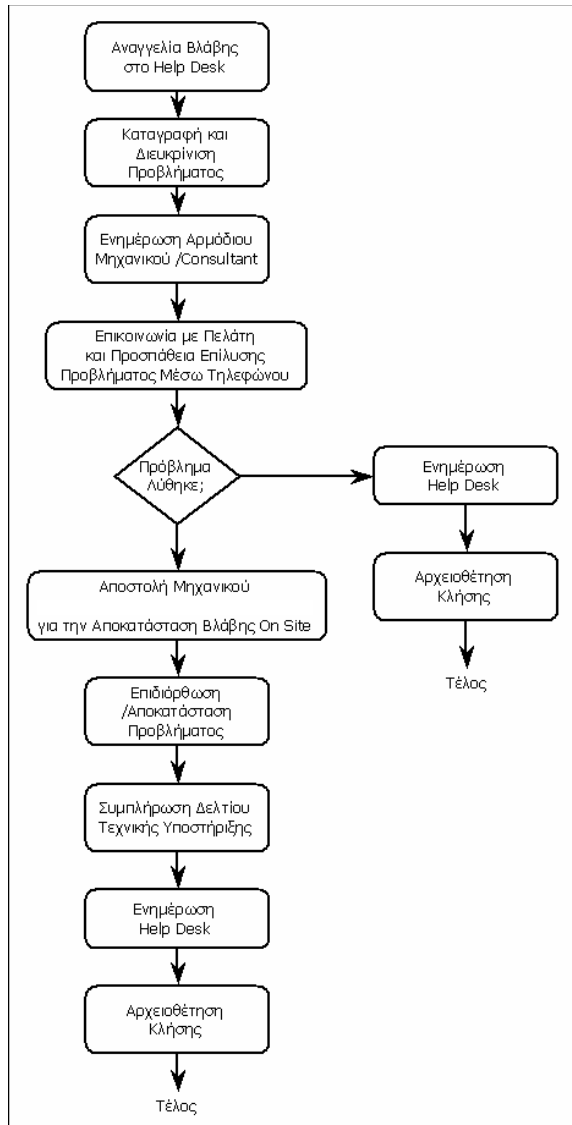 Αναγγελία Βλάβης
στο Help Desk
Καταγραφή και
Διευκρίνιση
Προβλήματος
Ενημέρωση Αρμόδιου
Μηχανικού /Consultant
Επικοινωνία με Πελάτη
και Προσπάθεια Επίλυσης
Προβλήματος Μέσω Τηλεφώνου
Πρόβλημα
Λύθηκε;
Ενημέρωση
Help Desk
Αρχειοθέτηση
Κλήσης
Τέλος
Αποστολή Μηχανικού
για την Αποκατάσταση Βλάβης On Site
Επιδιόρθωση
/Αποκατάσταση
Προβλήματος
Συμπλήρωση Δελτίου
Τεχνικής Υποστήριξης
Ενημέρωση
Help Desk
Αρχειοθέτηση
Κλήσης
Τέλος